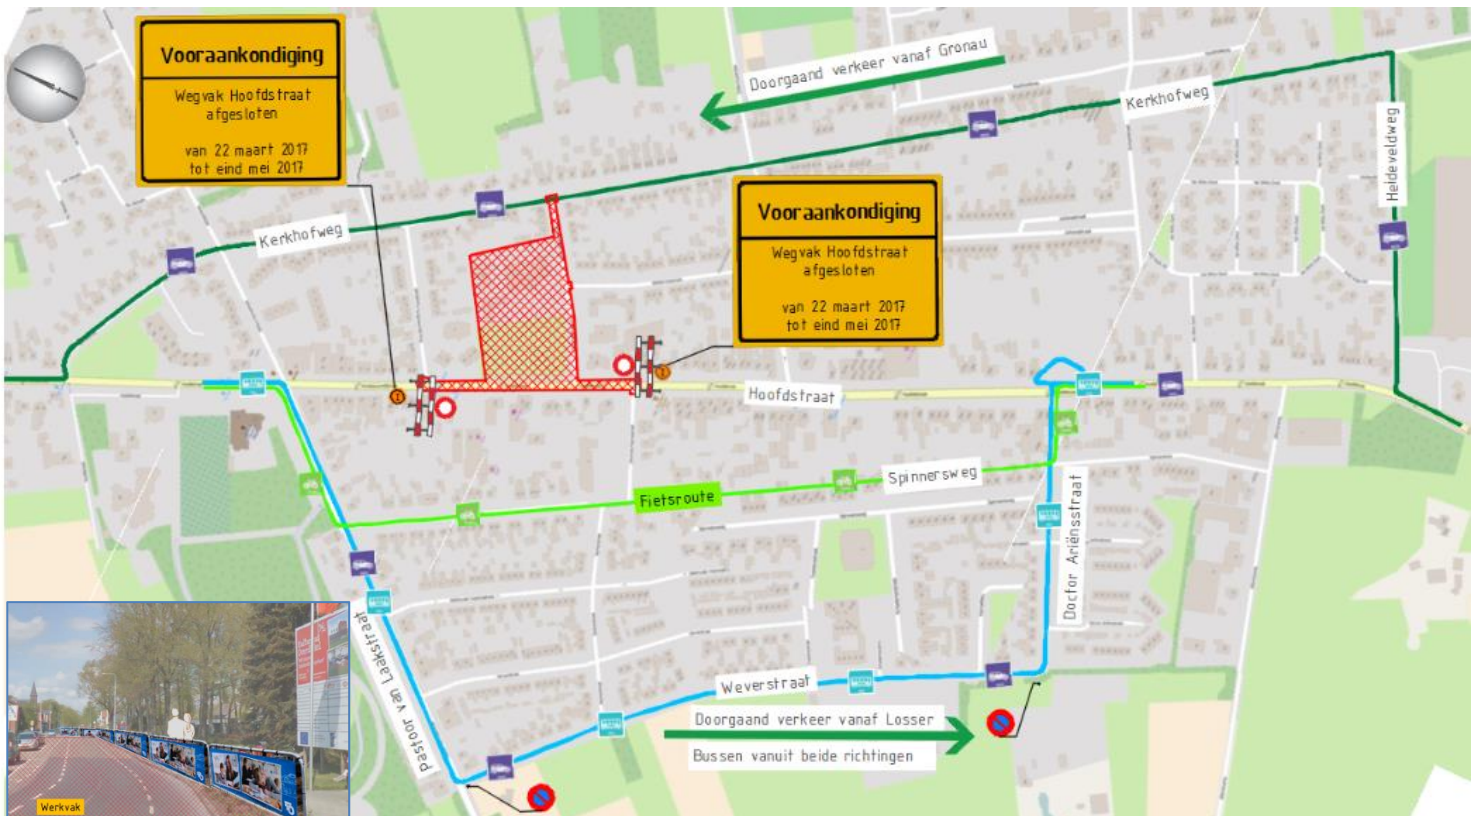 Vooraankondiging
Wegvak Hoofdstraat
afgesloten
van 22 maart 2017
tot eind mei 2017
Doorgaand verkeer vanaf Gronau
Kerkhofweg
Heldeveldweg
Kerkhofweg
Vooraankondiging
Wegvak Hoofdstraat
afgesloten
van 22 maart 2017
tot eind mei 2017
Hoofdstraat
Spinnersweg
Fietsroute
Doctor Ariënsstraat
Pastoor van Laakstraat
Weverstraat
Doorgaand verkeer vanaf Losser
Bussen vanuit beide richtingen
Werkvak